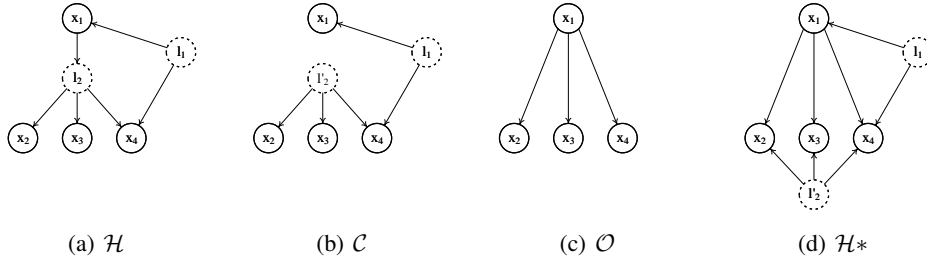 x1 x1 x1 x1
l1 l1 l1
l2 l'2
x2 x3 x4 x2 x3 x4 x2 x3 x4 x2 x3 x4
l'2
(a) H (b) C (c) O (d) H*